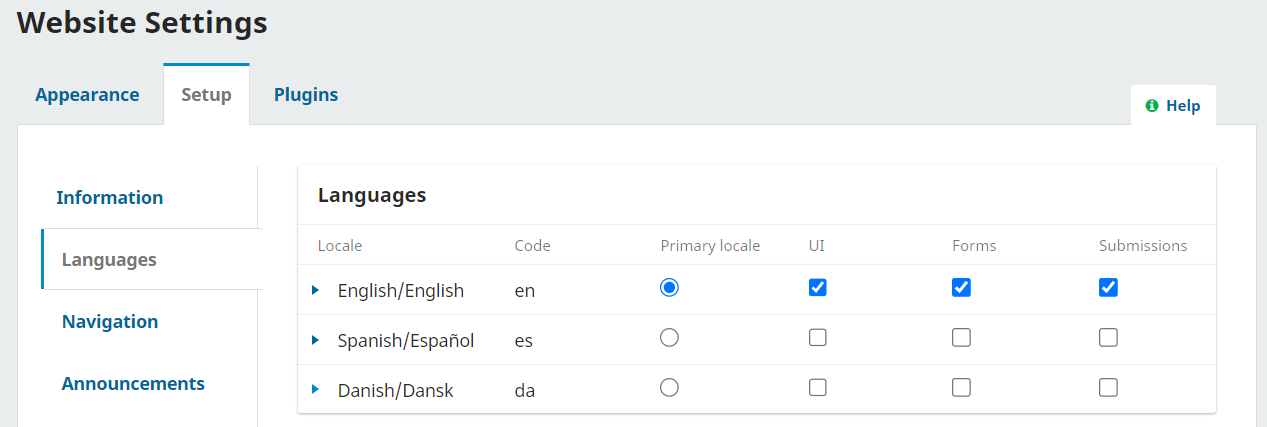 Website Settings
Appearance Setup Plugins
Help
Information
Languages
Navigation
Announcements
Languages
Locale Code Primary locale UI Forms Submissions
English/English en
Spanish/Español es
Danish/Dansk da